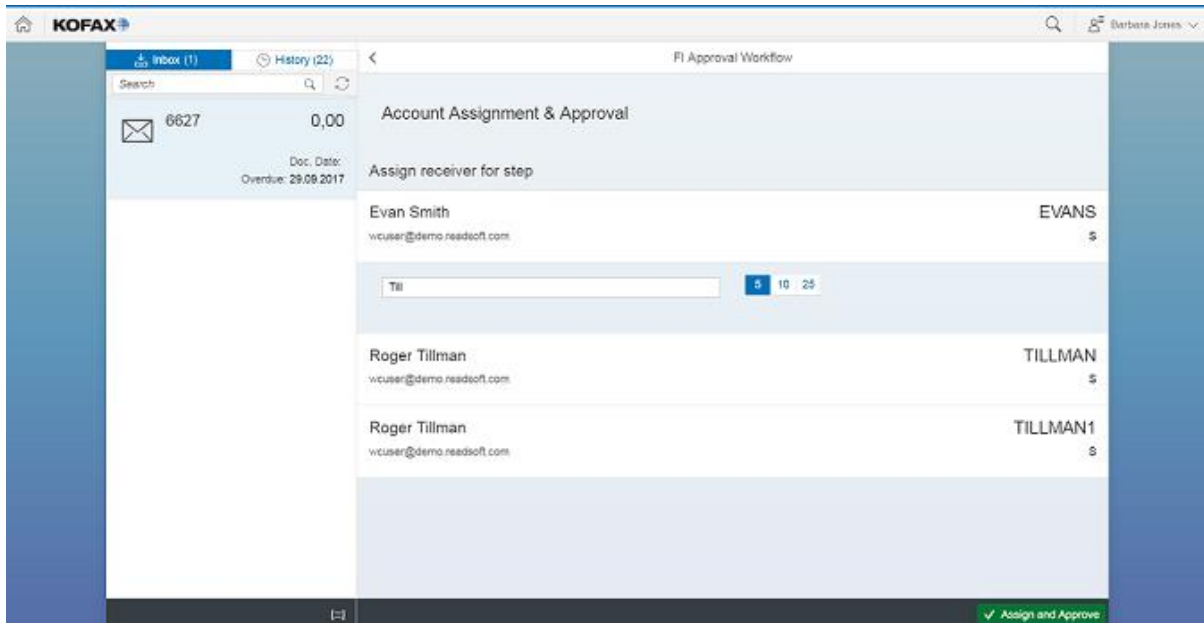 KOFAX
Barbara Jones
Inbox (1)
History (22)
FI Approval Workflow
Search
6627
0,00
Doc. Date:
Overdue: 29.09.2017
Account Assignment & Approval
Assign receiver for step
Evan Smith
EVANS
wcuser@demo.readsoft.com
S
Till
5 10 25
Roger Tillman
TILLMAN
wcuser@demo.readsoft.com
S
Roger Tillman
TILLMAN1
wcuser@demo.readsoft.com
S
Assign and Approve